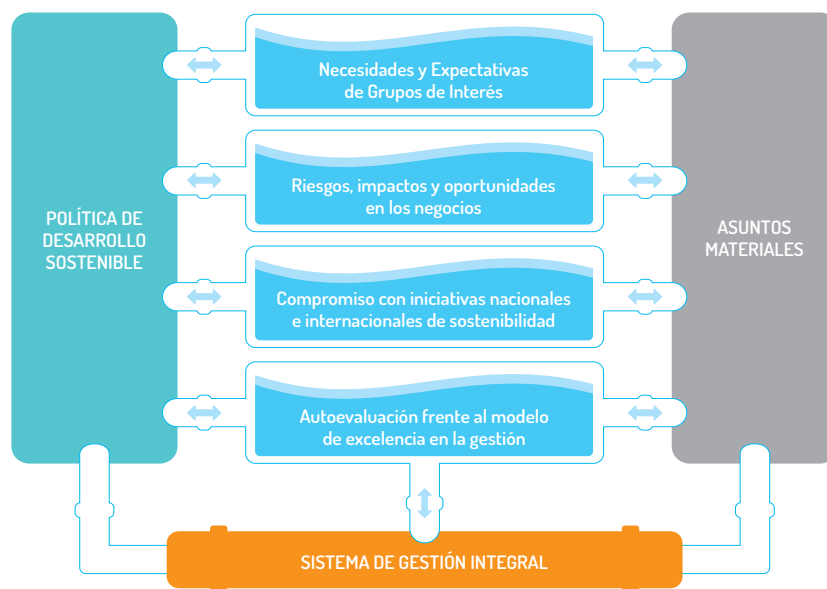 Necesidades y Expectativas
de Grupos de Interés
Riesgos, impactos y oportunidades
en los negocios
POLÍTICA DE
DESARROLLO
SOSTENIBLE
ASUNTOS
MATERIALES
Compromiso con iniciativas nacionales
e internacionales de sostenibilidad
Autoevaluación frente al modelo
de excelencia en la gestión
SISTEMA DE GESTIÓN INTEGRAL